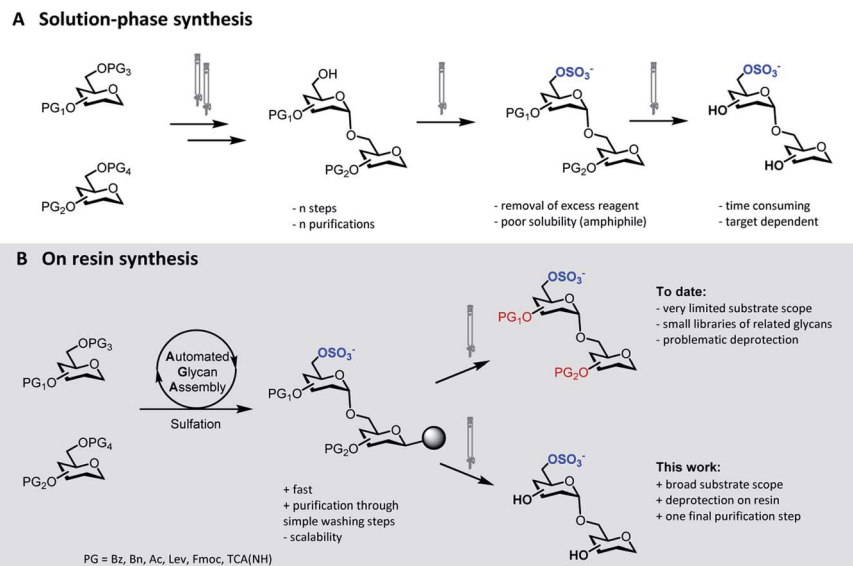 A Solution-phase synthesis
OPG₃
PG₁O
O
OPG₄
PG₂O
O
OH
O
PG₁O
O
O
PG₂O
- n steps
- n purifications
OSO₃⁻
O
PG₁O
O
O
PG₂O
- removal of excess reagent
- poor solubility (amphiphile)
OSO₃⁻
O
HO
O
O
HO
- time consuming
- target dependent
B On resin synthesis
OPG₃
O
PG₁O
OPG₄
O
PG₂O
Automated
Glycan
Assembly
Sulfation
OSO₃⁻
O
PG₁O
O
O
PG₂O
+ fast
+ purification through
simple washing steps
- scalability
OSO₃⁻
O
PG₁O
O
O
PG₂O
To date:
- very limited substrate scope
- small libraries of related glycans
- problematic deprotection
OSO₃⁻
O
HO
O
O
HO
This work:
+ broad substrate scope
+ deprotection on resin
+ one final purification step
PG = Bz, Bn, Ac, Lev, Fmoc, TCA(NH)